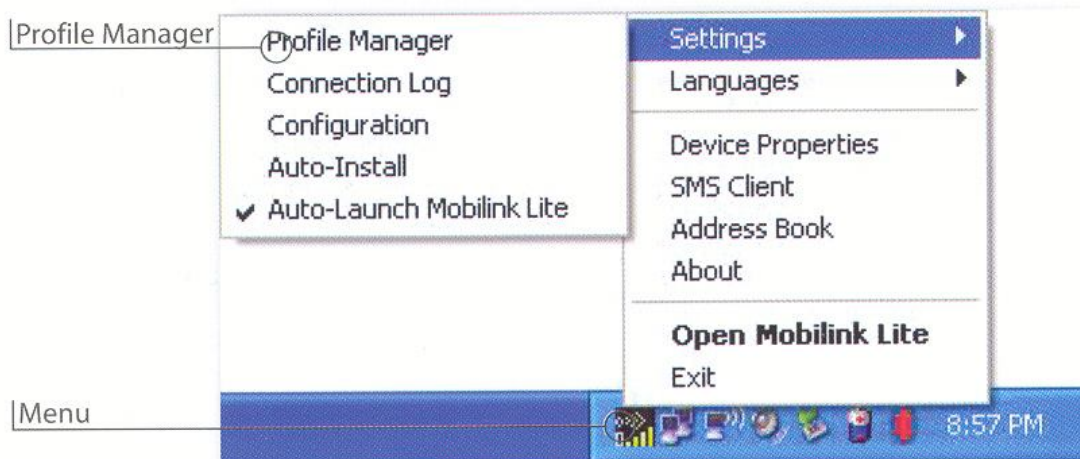 Profile Manager
Profile Manager
Connection Log
Configuration
Auto-Install
Auto-Launch Mobilink Lite
Settings
Languages
Device Properties
SMS Client
Address Book
About
Open Mobilink Lite
Exit
Menu
8:57 PM